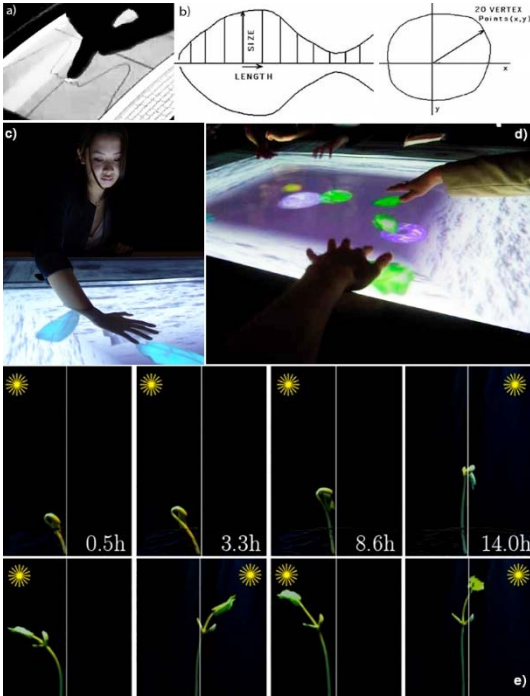 a)
b)
SIZE
LENGTH
20 VERTEX
Points(x,y)
x
y
c)
d)
0.5h
3.3h
8.6h
14.0h
e)